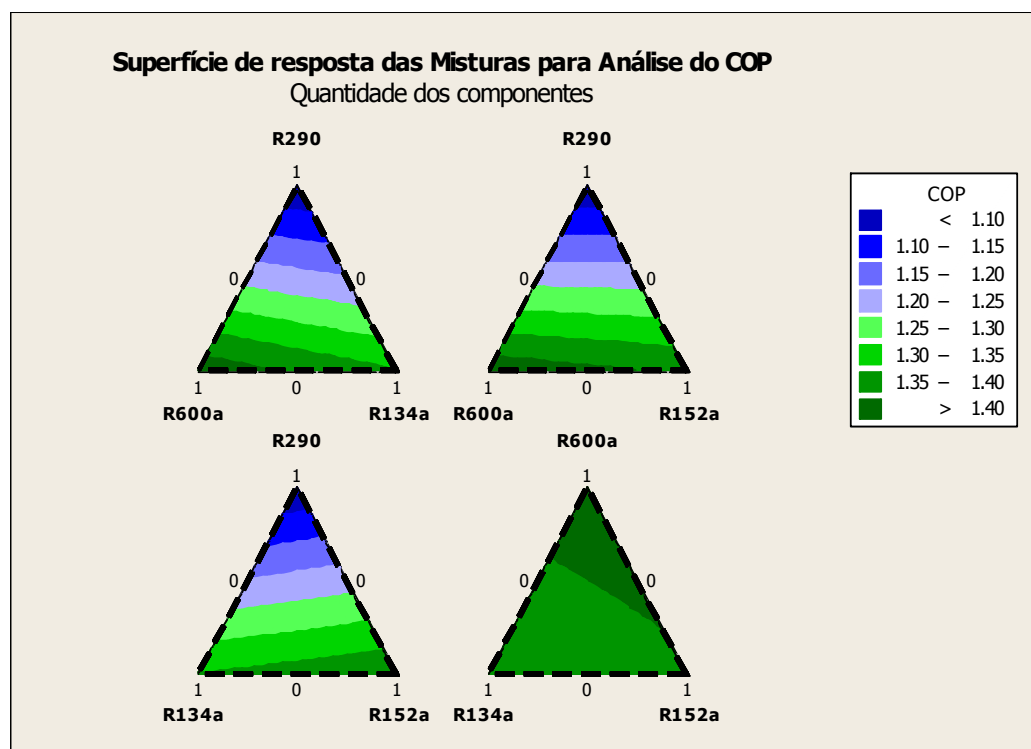 Superfície de resposta das Misturas para Análise do COP
Quantidade dos componentes
R290
1
0 0
1 0 1
R600a R134a
R290
1
0 0
1 0 1
R600a R152a
R290
1
0 0
1 0 1
R134a R152a
R600a
1
0 0
1 0 1
R134a R152a
COP
< 1.10
1.10 – 1.15
1.15 – 1.20
1.20 – 1.25
1.25 – 1.30
1.30 – 1.35
1.35 – 1.40
> 1.40